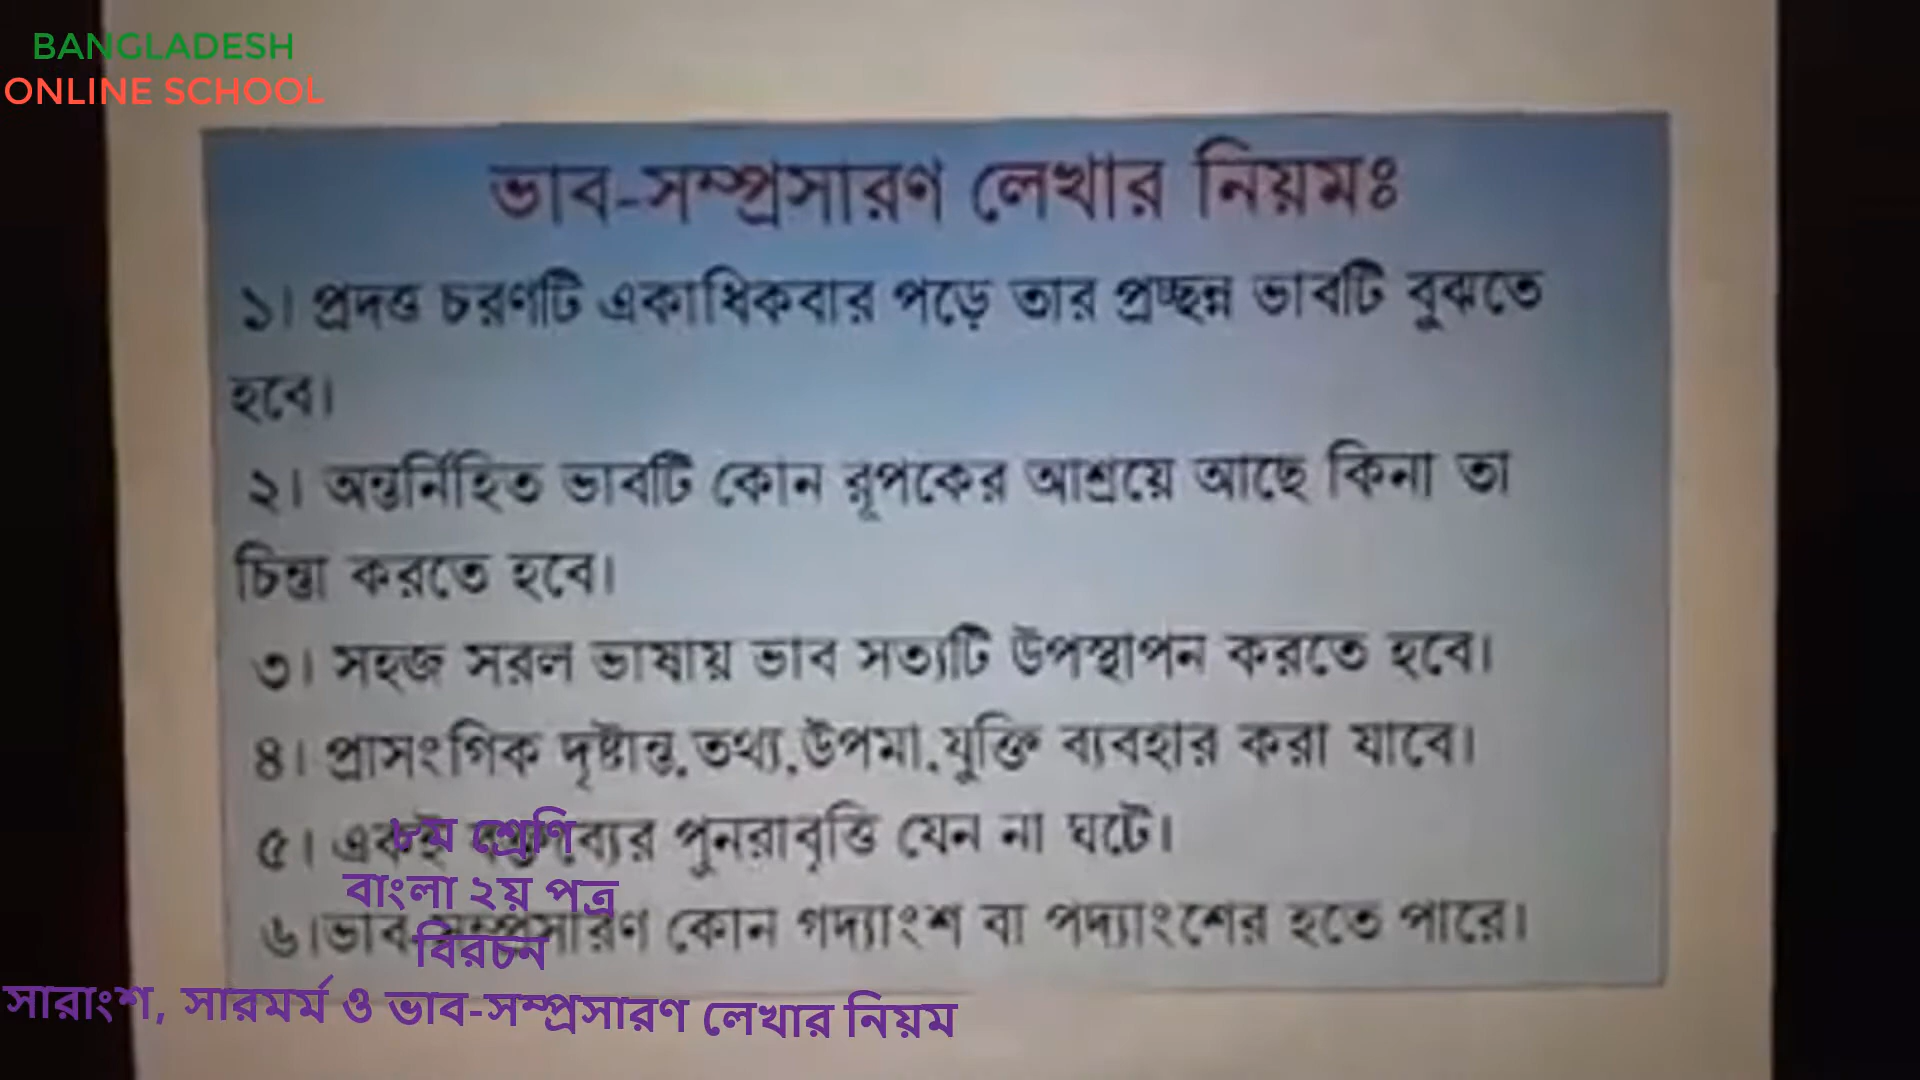 BANGLADESH
ONLINE SCHOOL
ভাব-সম্প্রসারণ লেখার নিয়মঃ
১। প্রদত্ত চরণটি একাধিকবার পড়ে তার প্রচ্ছন্ন ভাবটি বুঝতে
হবে।
২। অন্তর্নিহিত ভাবটি কোন রূপকের আশ্রয়ে আছে কিনা তা
চিন্তা করতে হবে।
৩। সহজ সরল ভাষায় ভাব সত্যটি উপস্থাপন করতে হবে।
৪। প্রাসংগিক দৃষ্টান্ত,তথ্য,উপমা,যুক্তি ব্যবহার করা যাবে।
৫। একই বক্তব্যের পুনরাবৃত্তি যেন না ঘটে।
৬।ভাব-সম্প্রসারণ কোন গদ্যাংশ বা পদ্যাংশের হতে পারে।
৮ম শ্রেণি
বাংলা ২য় পত্র
বিরচন
সারাংশ, সারমর্ম ও ভাব-সম্প্রসারণ লেখার নিয়ম